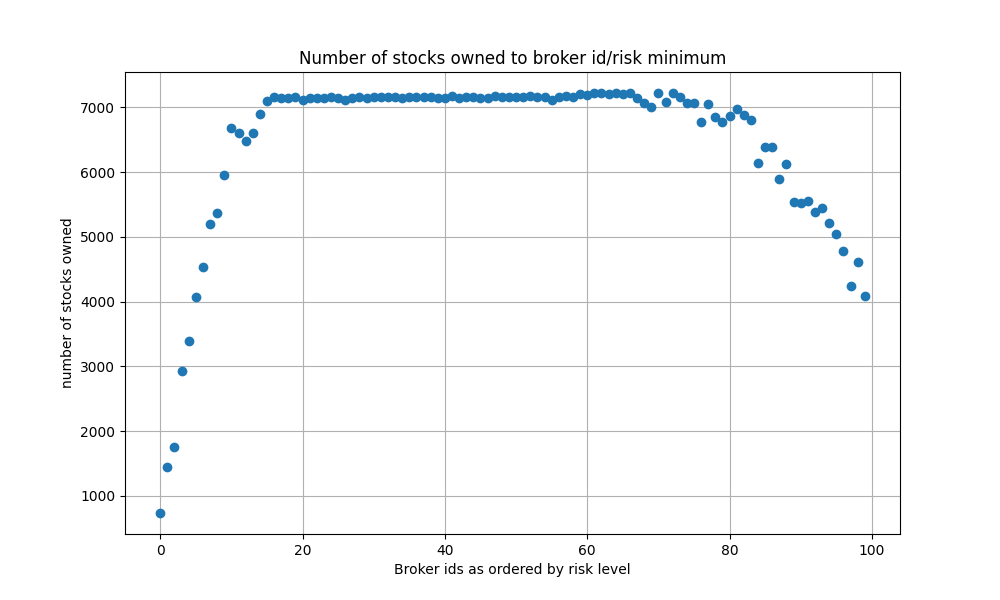 Number of stocks owned to broker id/risk minimum
7000
6000
5000
4000
3000
2000
1000
number of stocks owned
0 20 40 60 80 100
Broker ids as ordered by risk level